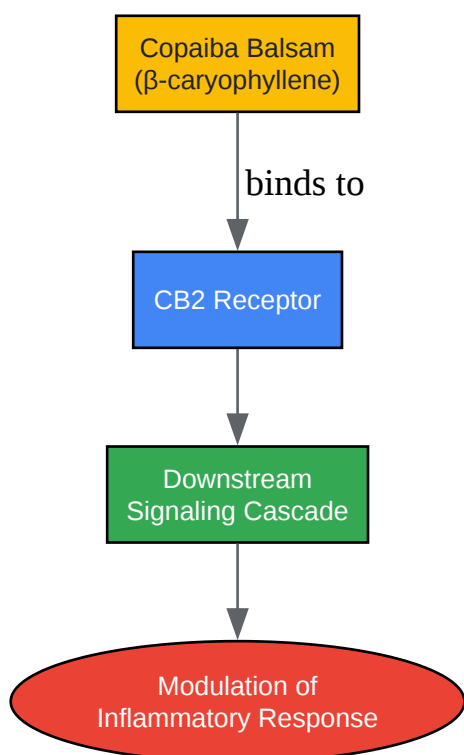 Copaiba Balsam
(β-caryophyllene)
binds to
CB2 Receptor
Downstream
Signaling Cascade
Modulation of
Inflammatory Response